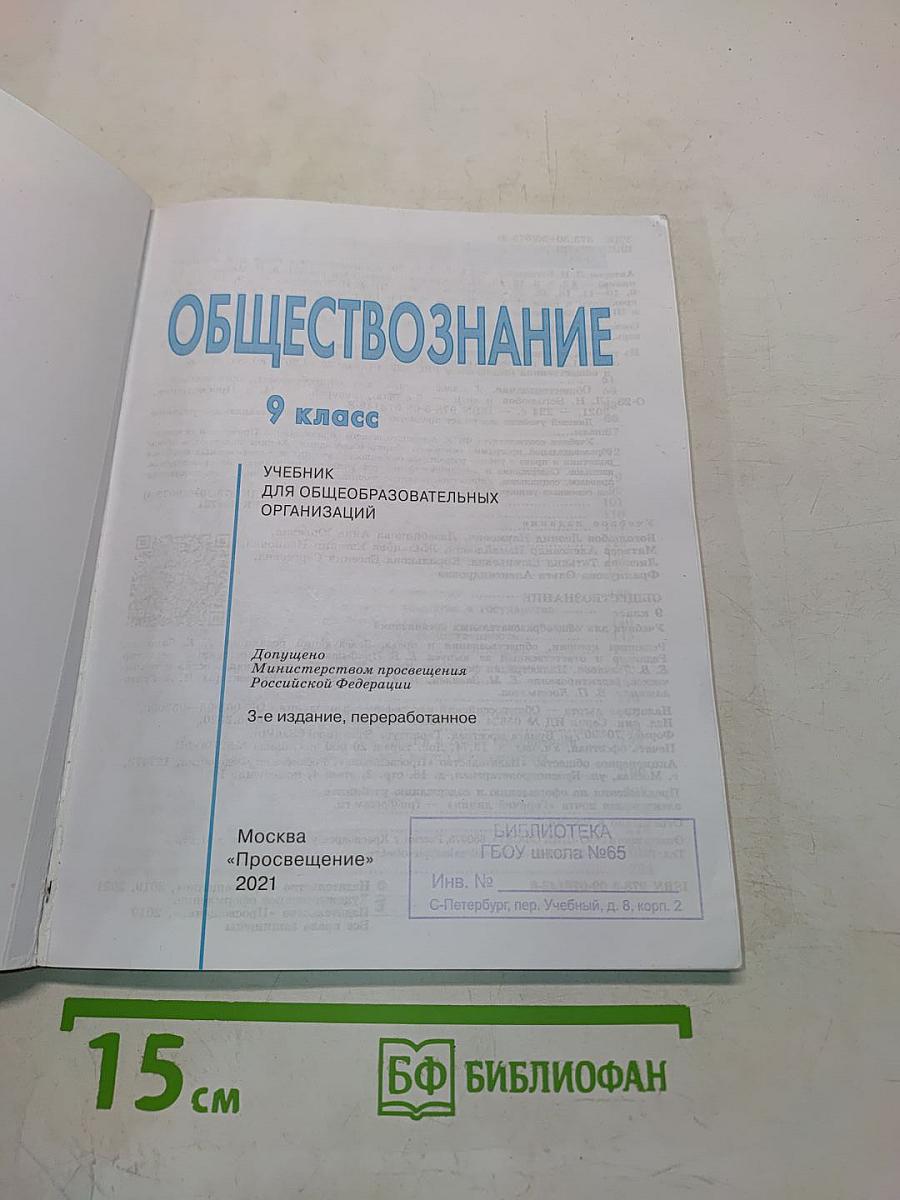 ОБЩЕСТВОЗНАНИЕ
9 класс
УЧЕБНИК
ДЛЯ ОБЩЕОБРАЗОВАТЕЛЬНЫХ
ОРГАНИЗАЦИЙ
Допущено
Министерством просвещения
Российской Федерации
3-е издание, переработанное
Москва
«Просвещение»
2021
БИБЛИОТЕКА
ГБОУ школа №65
Инв. №
С-Петербург, пер. Учебный, д. 8, корп. 2
15 см
БФ БИБЛИОФАН